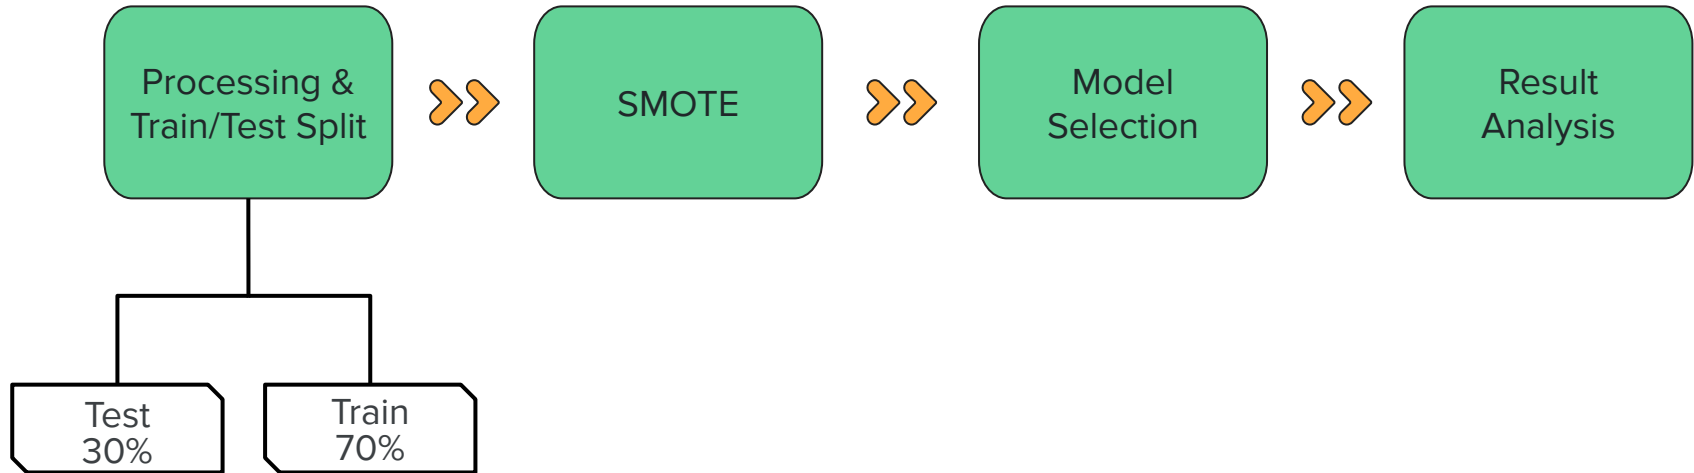 Processing &
Train/Test Split
SMOTE
Model
Selection
Result
Analysis
Test
30%
Train
70%